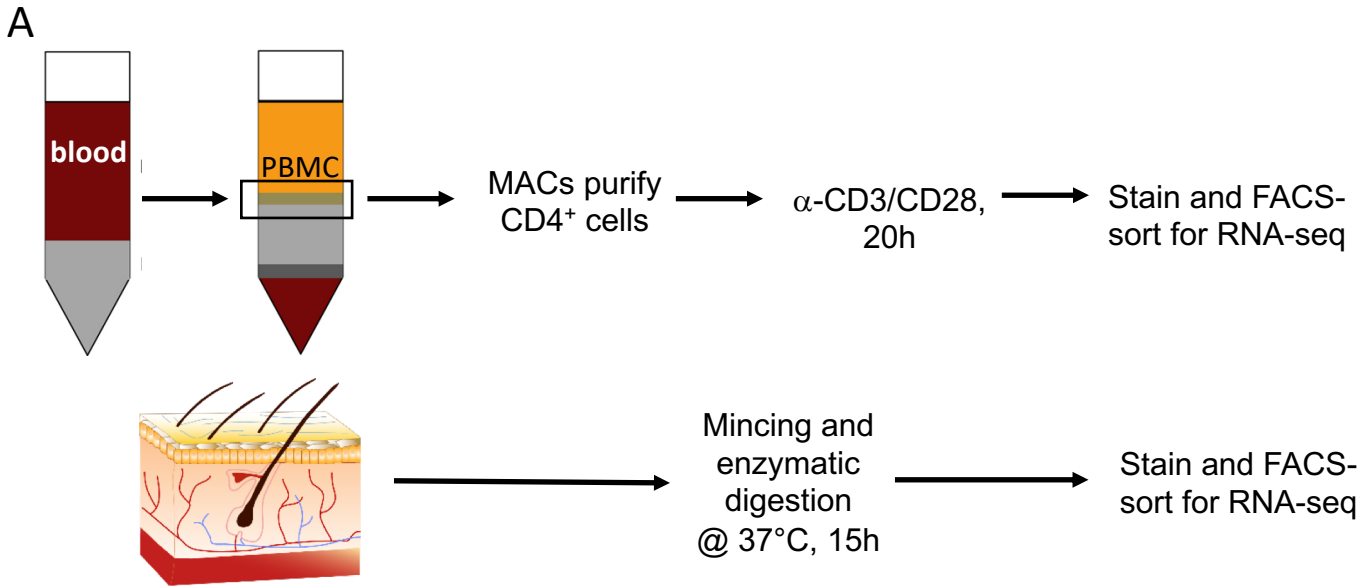 A
blood
PBMC
MACs purify
CD4⁺ cells
α-CD3/CD28,
20h
Stain and FACS-
sort for RNA-seq
Mincing and
enzymatic
digestion
@ 37°C, 15h
Stain and FACS-
sort for RNA-seq